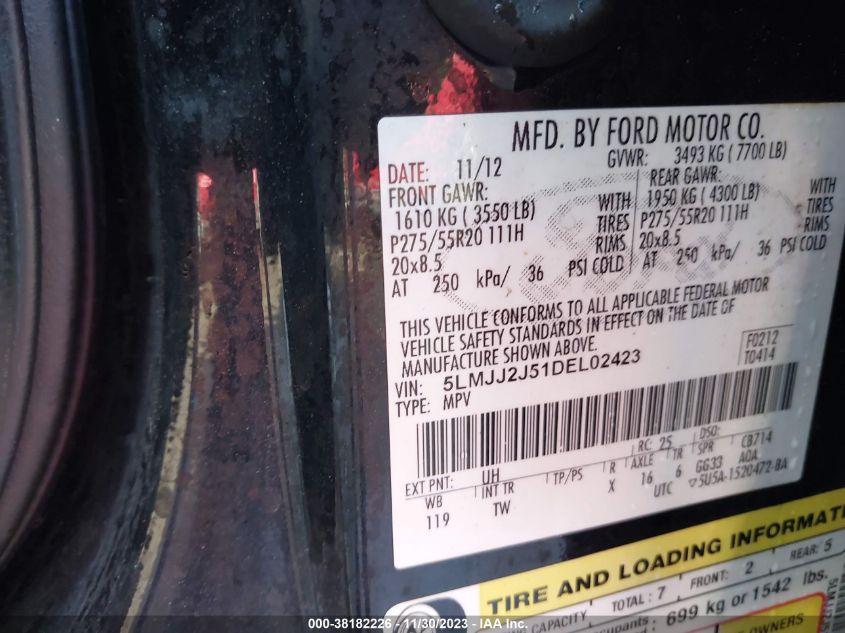 MFD. BY FORD MOTOR CO.
DATE: 11/12 GVWR: 3493 KG ( 7700 LB)
FRONT GAWR: REAR GAWR:
1610 KG ( 3550 LB) WITH 1950 KG ( 4300 LB) WITH
P275/55R20 111H TIRES P275/55R20 111H TIRES
20x8.5 RIMS 20x8.5 RIMS
AT 250 kPa/ 36 PSI COLD AT 250 kPa/ 36 PSI COLD
THIS VEHICLE CONFORMS TO ALL APPLICABLE FEDERAL MOTOR
VEHICLE SAFETY STANDARDS IN EFFECT ON THE DATE OF
MANUFACTURE SHOWN ABOVE.
F0212
VIN: 5LMJJ2J51DEL02423 T0414
TYPE: MPV
EXT PNT: UH RC: 25 DSO:
WB INT TR TP/PS R AXLE TR SPR CB714
119 TW X 16 6 GG33 AOA
UTC ▽5U5A-1520472-BA
TIRE AND LOADING INFORMATI
NG CAPACITY TOTAL: 7 FRONT: 2 REAR: 5
upants 699 kg or 1542 lbs.
OWNERS
000-38182226 - 11/30/2023 - IAA Inc.